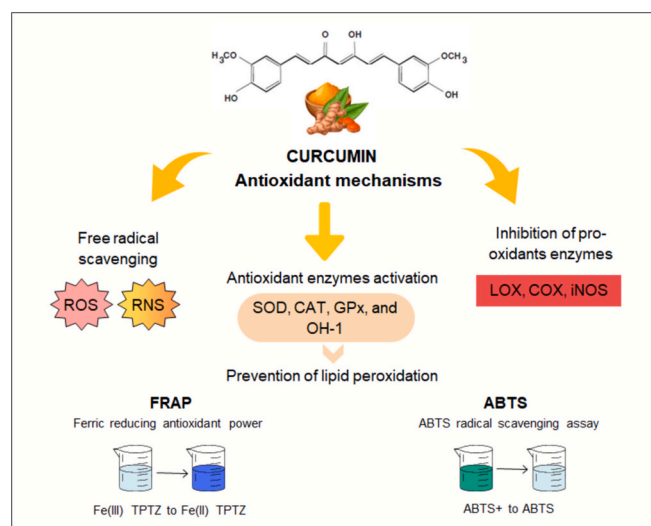 O
OH
H₃CO
OCH₃
HO
OH
CURCUMIN
Antioxidant mechanisms
Free radical
scavenging
ROS
RNS
Antioxidant enzymes activation
SOD, CAT, GPx, and
OH-1
Prevention of lipid peroxidation
Inhibition of pro-
oxidants enzymes
LOX, COX, iNOS
FRAP
Ferric reducing antioxidant power
Fe(III) TPTZ to Fe(II) TPTZ
ABTS
ABTS radical scavenging assay
ABTS+ to ABTS